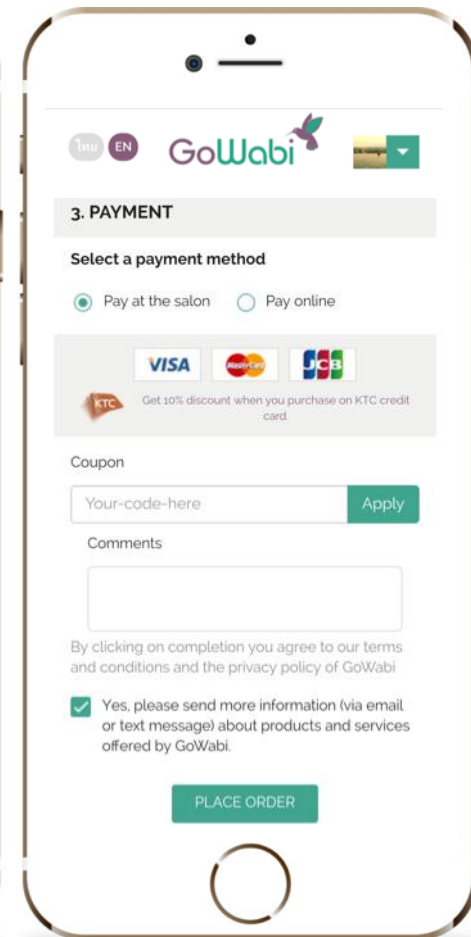 ไทย EN GoWabi
3. PAYMENT
Select a payment method
Pay at the salon Pay online
VISA MasterCard JCB
KTC Get 10% discount when you purchase on KTC credit
card.
Coupon
Your-code-here Apply
Comments
By clicking on completion you agree to our terms
and conditions and the privacy policy of GoWabi
Yes, please send more information (via email
or text message) about products and services
offered by GoWabi.
PLACE ORDER